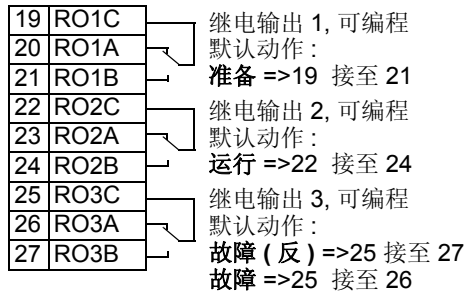 19 RO1C 继电输出 1, 可编程
20 RO1A 默认动作 :
21 RO1B 准备 =>19 接至 21
22 RO2C 继电输出 2, 可编程
23 RO2A 默认动作 :
24 RO2B 运行 =>22 接至 24
25 RO3C 继电输出 3, 可编程
26 RO3A 默认动作 :
27 RO3B 故障 ( 反 ) =>25 接至 27
故障 =>25 接至 26